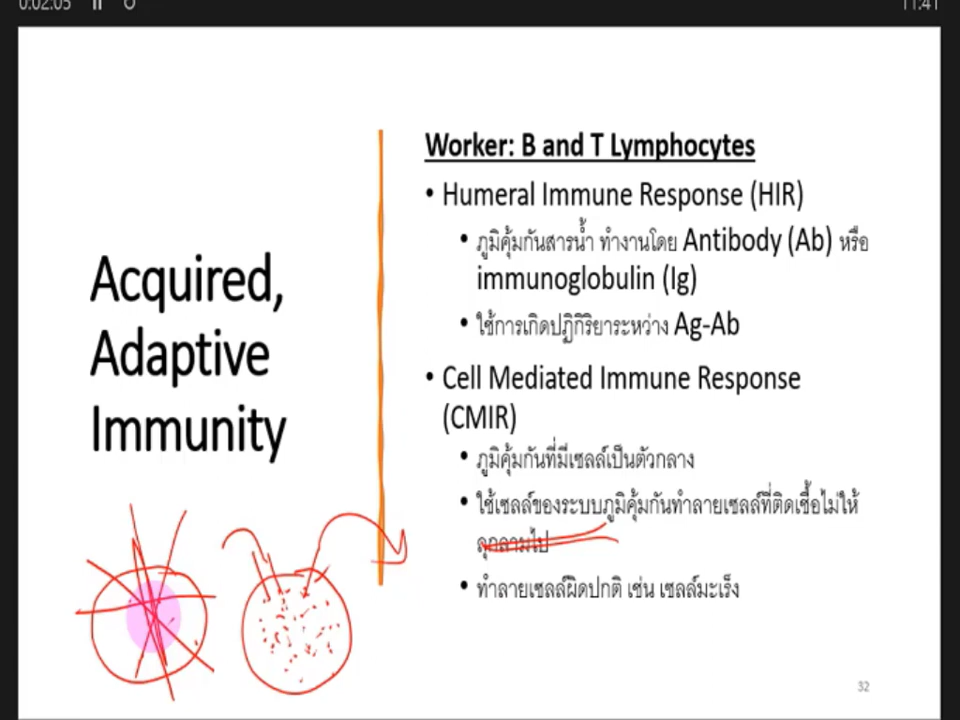 0:02:05
11:41
Acquired,
Adaptive
Immunity
Worker: B and T Lymphocytes
• Humeral Immune Response (HIR)
• ภูมิคุ้มกันสารน้ำ ทำงานโดย Antibody (Ab) หรือ
immunoglobulin (Ig)
• ใช้การเกิดปฏิกิริยาระหว่าง Ag-Ab
• Cell Mediated Immune Response
(CMIR)
• ภูมิคุ้มกันที่มีเซลล์เป็นตัวกลาง
• ใช้เซลล์ของระบบภูมิคุ้มกันทำลายเซลล์ที่ติดเชื้อไม่ให้
ลุกลามไป
• ทำลายเซลล์ผิดปกติ เช่น เซลล์มะเร็ง
32